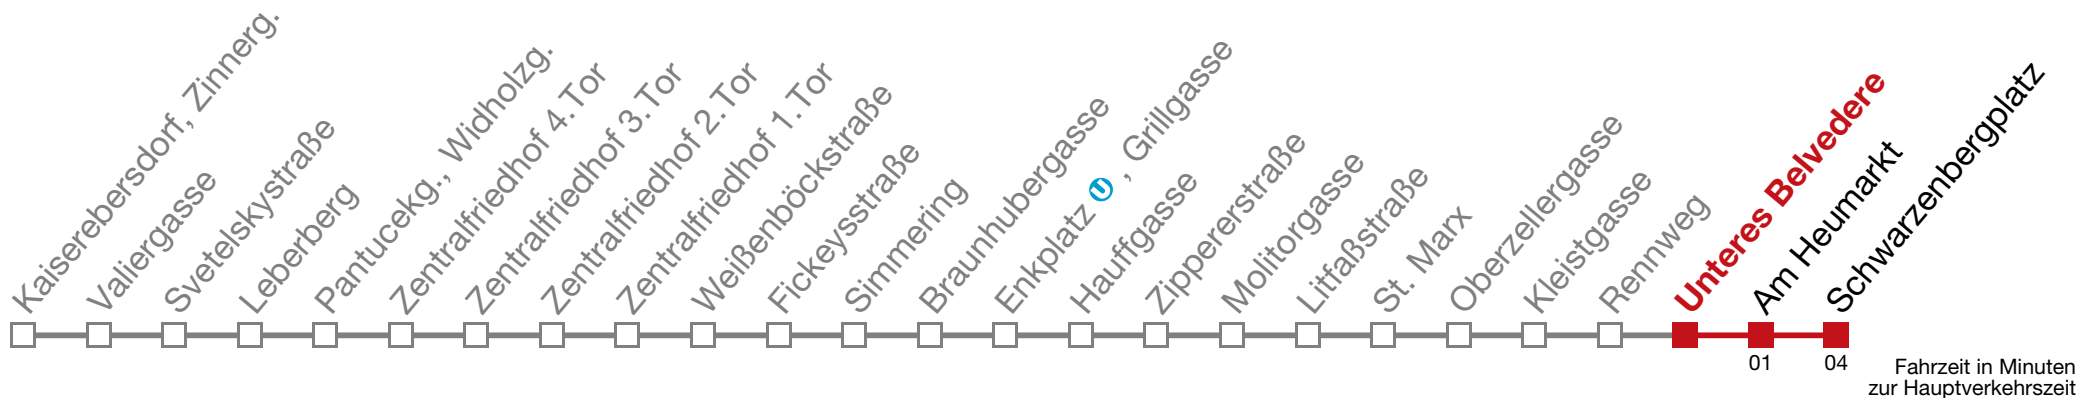 Kaiserebersdorf, Zinnerg.
Valiergasse
Svetelskystraße
Leberberg
Pantucekg., Widholzg.
Zentralfriedhof 4. Tor
Zentralfriedhof 3. Tor
Zentralfriedhof 2. Tor
Zentralfriedhof 1. Tor
Weißenböckstraße
Fickeysstraße
Simmering
Braunhubergasse
Enkplatz U, Grillgasse
Hauffgasse
Zippererstraße
Molitorgasse
Litfaßstraße
St. Marx
Oberzellergasse
Kleistgasse
Rennweg
Unteres Belvedere
Am Heumarkt
Schwarzenbergplatz
01
04
Fahrzeit in Minuten
zur Hauptverkehrszeit